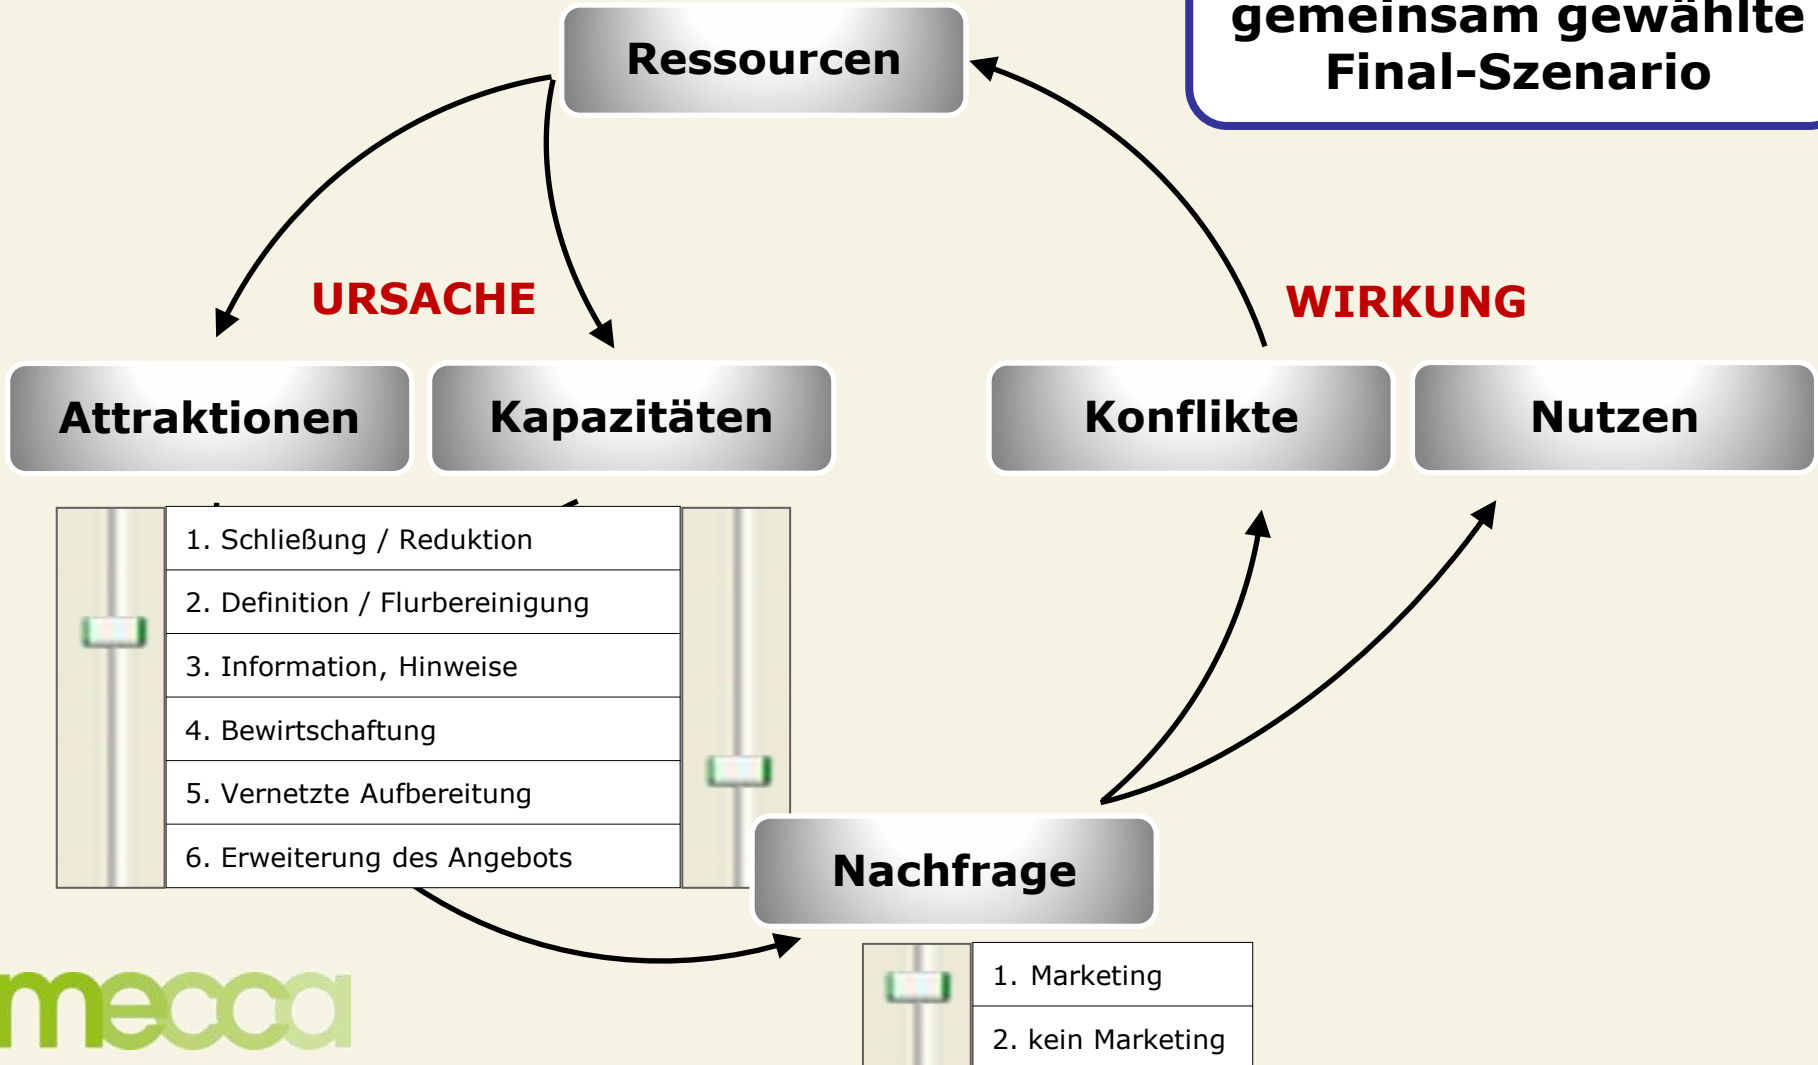 gemeinsam gewählte
Final-Szenario
Ressourcen
URSACHE
WIRKUNG
Attraktionen
Kapazitäten
Konflikte
Nutzen
1. Schließung / Reduktion
2. Definition / Flurbereinigung
3. Information, Hinweise
4. Bewirtschaftung
5. Vernetzte Aufbereitung
6. Erweiterung des Angebots
Nachfrage
1. Marketing
2. kein Marketing
mecca